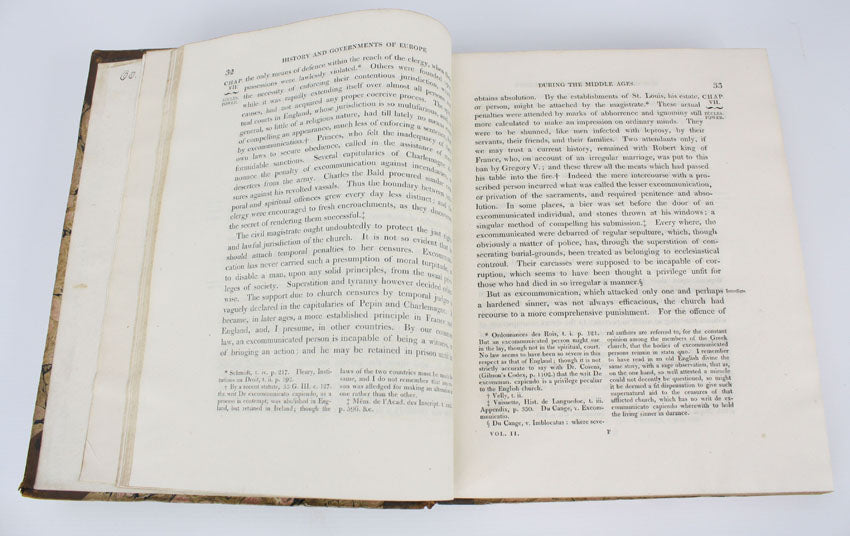 60.
32
HISTORY AND GOVERNMENTS OF EUROPE
CHAP. the only means of defence within the reach of the clergy, when
VII. possessions were lawlessly violated.* Others were founded
ECCLES. POWER. the necessity of enforcing their contentious jurisdiction,
while it was rapidly extending itself over almost all persons
causes, had not acquired any proper coercive process. The
tual courts in England, whose jurisdiction is so multifarious, and
general, so little of a religious nature, had till lately no means
of compelling an appearance, much less of enforcing a sentence
by excommunication.† Princes, who felt the inadequacy of
own laws to secure obedience, called in the assistance of
formidable sanctions. Several capitularies of Charlemagne
nounce the penalty of excommunication against incendiaries
deserters from the army. Charles the Bald procured similar
sures against his revolted vassals. Thus the boundary between
poral and spiritual offences grew every day less distinct; and
clergy were encouraged to fresh encroachments, as they discovered
the secret of rendering them successful.‡
The civil magistrate ought undoubtedly to protect the just rights
and lawful jurisdiction of the church. It is not so evident that
should attach temporal penalties to her censures. Excommuni-
cation has never carried such a presumption of moral turpitude
to disable a man, upon any solid principles, from the usual
leges of society. Superstition and tyranny however decided
wise. The support due to church censures by temporal judges
vaguely declared in the capitularies of Pepin and Charlemagne
became, in later ages, a more established principle in France
England, and, I presume, in other countries. By our common
law, an excommunicated person is incapable of being a witness
of bringing an action; and he may be retained in prison until
* Schmidt, t. iv. p. 217. Fleury, Insti-
tutions au Droit, t. ii. p. 192.
† By a recent statute, 53 G. III. c. 127.
the writ De excommunicato capiendo, as a
process in contempt, was abolished in Eng-
land, but retained in Ireland; though the
laws of the two countries must be
same, and I do not remember that
son was alledged for making an
one rather than the other.
‡ Mém. de l'Acad. des Inscript. t.
p. 396. &c.
DURING THE MIDDLE AGES.
33
obtains absolution. By the establishments of St. Louis, his estate, CHAP.
or person, might be attached by the magistrate.* These actual VII.
penalties were attended by marks of abhorrence and ignominy still ECCLES. POWER.
more calculated to make an impression on ordinary minds. They
were to be shunned, like men infected with leprosy, by their
servants, their friends, and their families. Two attendants only, if
we may trust a current history, remained with Robert king of
France, who, on account of an irregular marriage, was put to this
ban by Gregory V.; and these threw all the meats which had passed
his table into the fire.† Indeed the mere intercourse with a pro-
scribed person incurred what was called the lesser excommunication,
or privation of the sacraments, and required penitence and abso-
lution. In some places, a bier was set before the door of an
excommunicated individual, and stones thrown at his windows; a
singular method of compelling his submission.‡ Every where, the
excommunicated were debarred of regular sepulture, which, though
obviously a matter of police, has, through the superstition of con-
secrating burial-grounds, been treated as belonging to ecclesiastical
controul. Their carcasses were supposed to be incapable of cor-
ruption, which seems to have been thought a privilege unfit for
those who had died in so irregular a manner.§
But as excommunication, which attacked only one and perhaps Interdicts.
a hardened sinner, was not always efficacious, the church had
recourse to a more comprehensive punishment. For the offence of
* Ordonnances des Rois, t. i. p. 121.
But an excommunicated person might sue
in the lay, though not in the spiritual, court.
No law seems to have been so severe in this
respect as that of England; though it is not
strictly accurate to say with Dr. Cosens,
(Gibson's Codex, p. 1102.) that the writ De
excommun. capiendo is a privilege peculiar
to the English church.
† Velly, t. ii.
‡ Vaissette, Hist. de Languedoc, t. iii.
Appendix, p. 350. Du Cange, v. Excom-
municatio.
§ Du Cange, v. Imblocatus: where seve-
ral authors are referred to, for the constant
opinion among the members of the Greek
church, that the bodies of excommunicated
persons remain in statu quo. I remember
to have read in an old English divine the
same story, with a sage observation, that as,
on the one hand, so well attested a miracle
could not decently be questioned, so might
it be deemed a fit dispensation to give such
supernatural aid to the censures of that
afflicted church, which has no writ de ex-
communicato capiendo wherewith to hold
the living sinner in durance.
VOL. II.
F